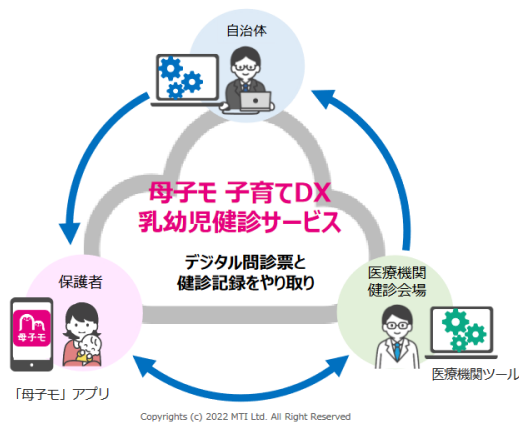 自治体
母子モ 子育てDX
乳幼児健診サービス
デジタル問診票と
健診記録をやり取り
保護者
母子モ
「母子モ」アプリ
医療機関
健診会場
医療機関ツール
Copyrights (c) 2022 MTI Ltd. All Right Reserved